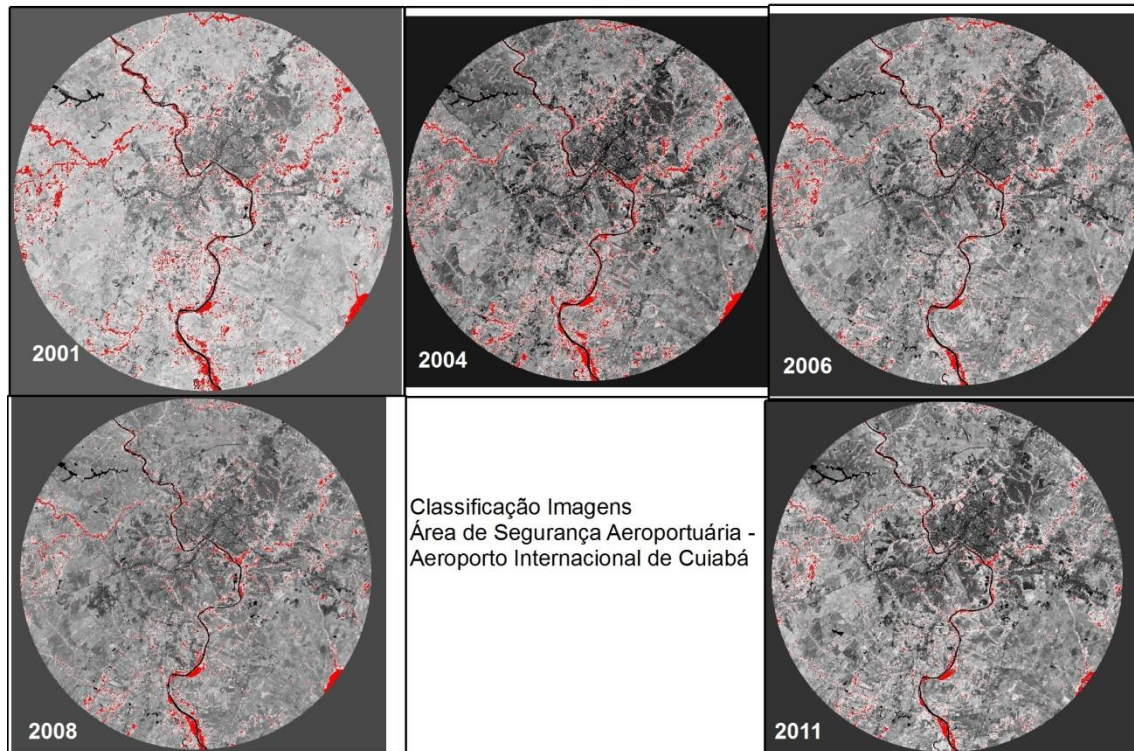 2001
2004
2006
2008
Classificação Imagens
Área de Segurança Aeroportuária -
Aeroporto Internacional de Cuiabá
2011